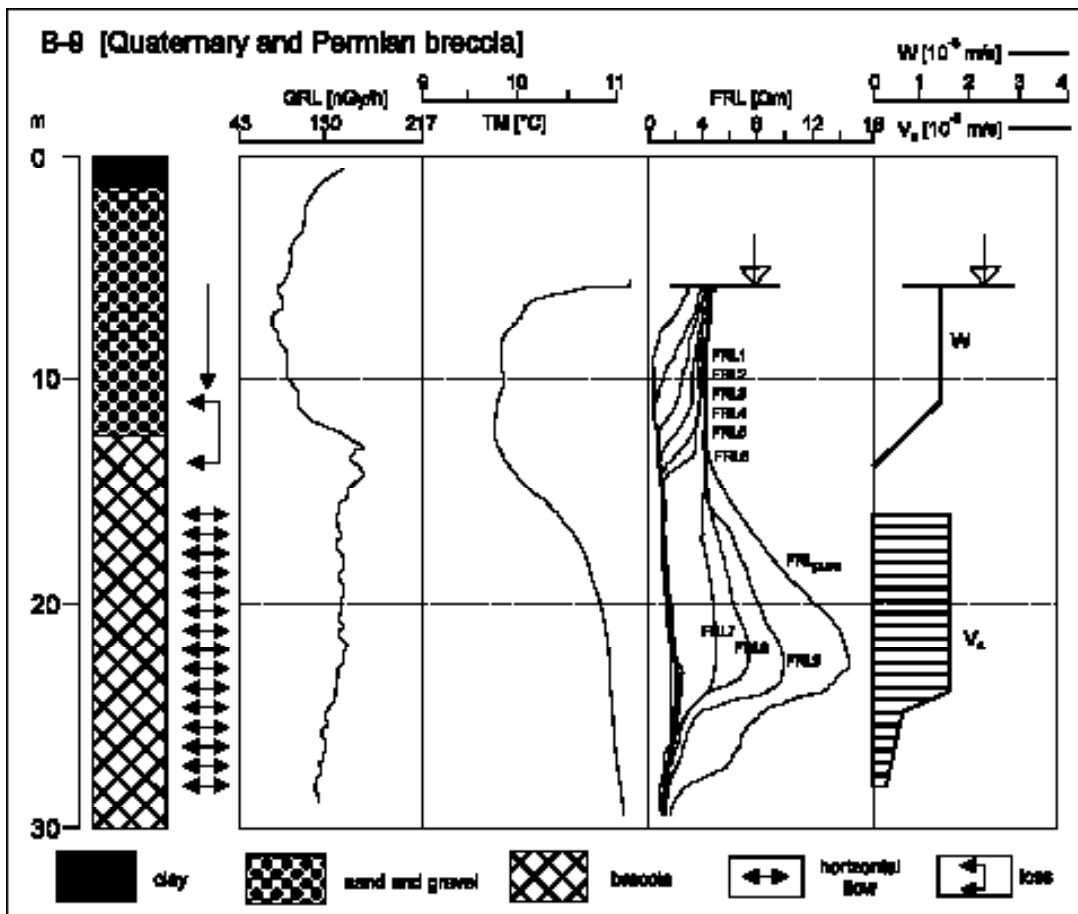 B-9 [Quaternary and Permian breccia]
W [10⁻⁵ m/s]
9 10 11
0 1 2 3 4
m
GRL [nGy/h]
TM [°C]
FRL [Ωm]
43 130 217
0 4 8 12 16
Vₐ [10⁻⁶ m/s]
0
10
20
30
FRL1
FRL2
FRL3
FRL4
FRL5
FRL6
W
FRLpure
FRL7
FRL8
FRL9
Vₐ
clay
sand and gravel
breccia
horizontal
flow
loss